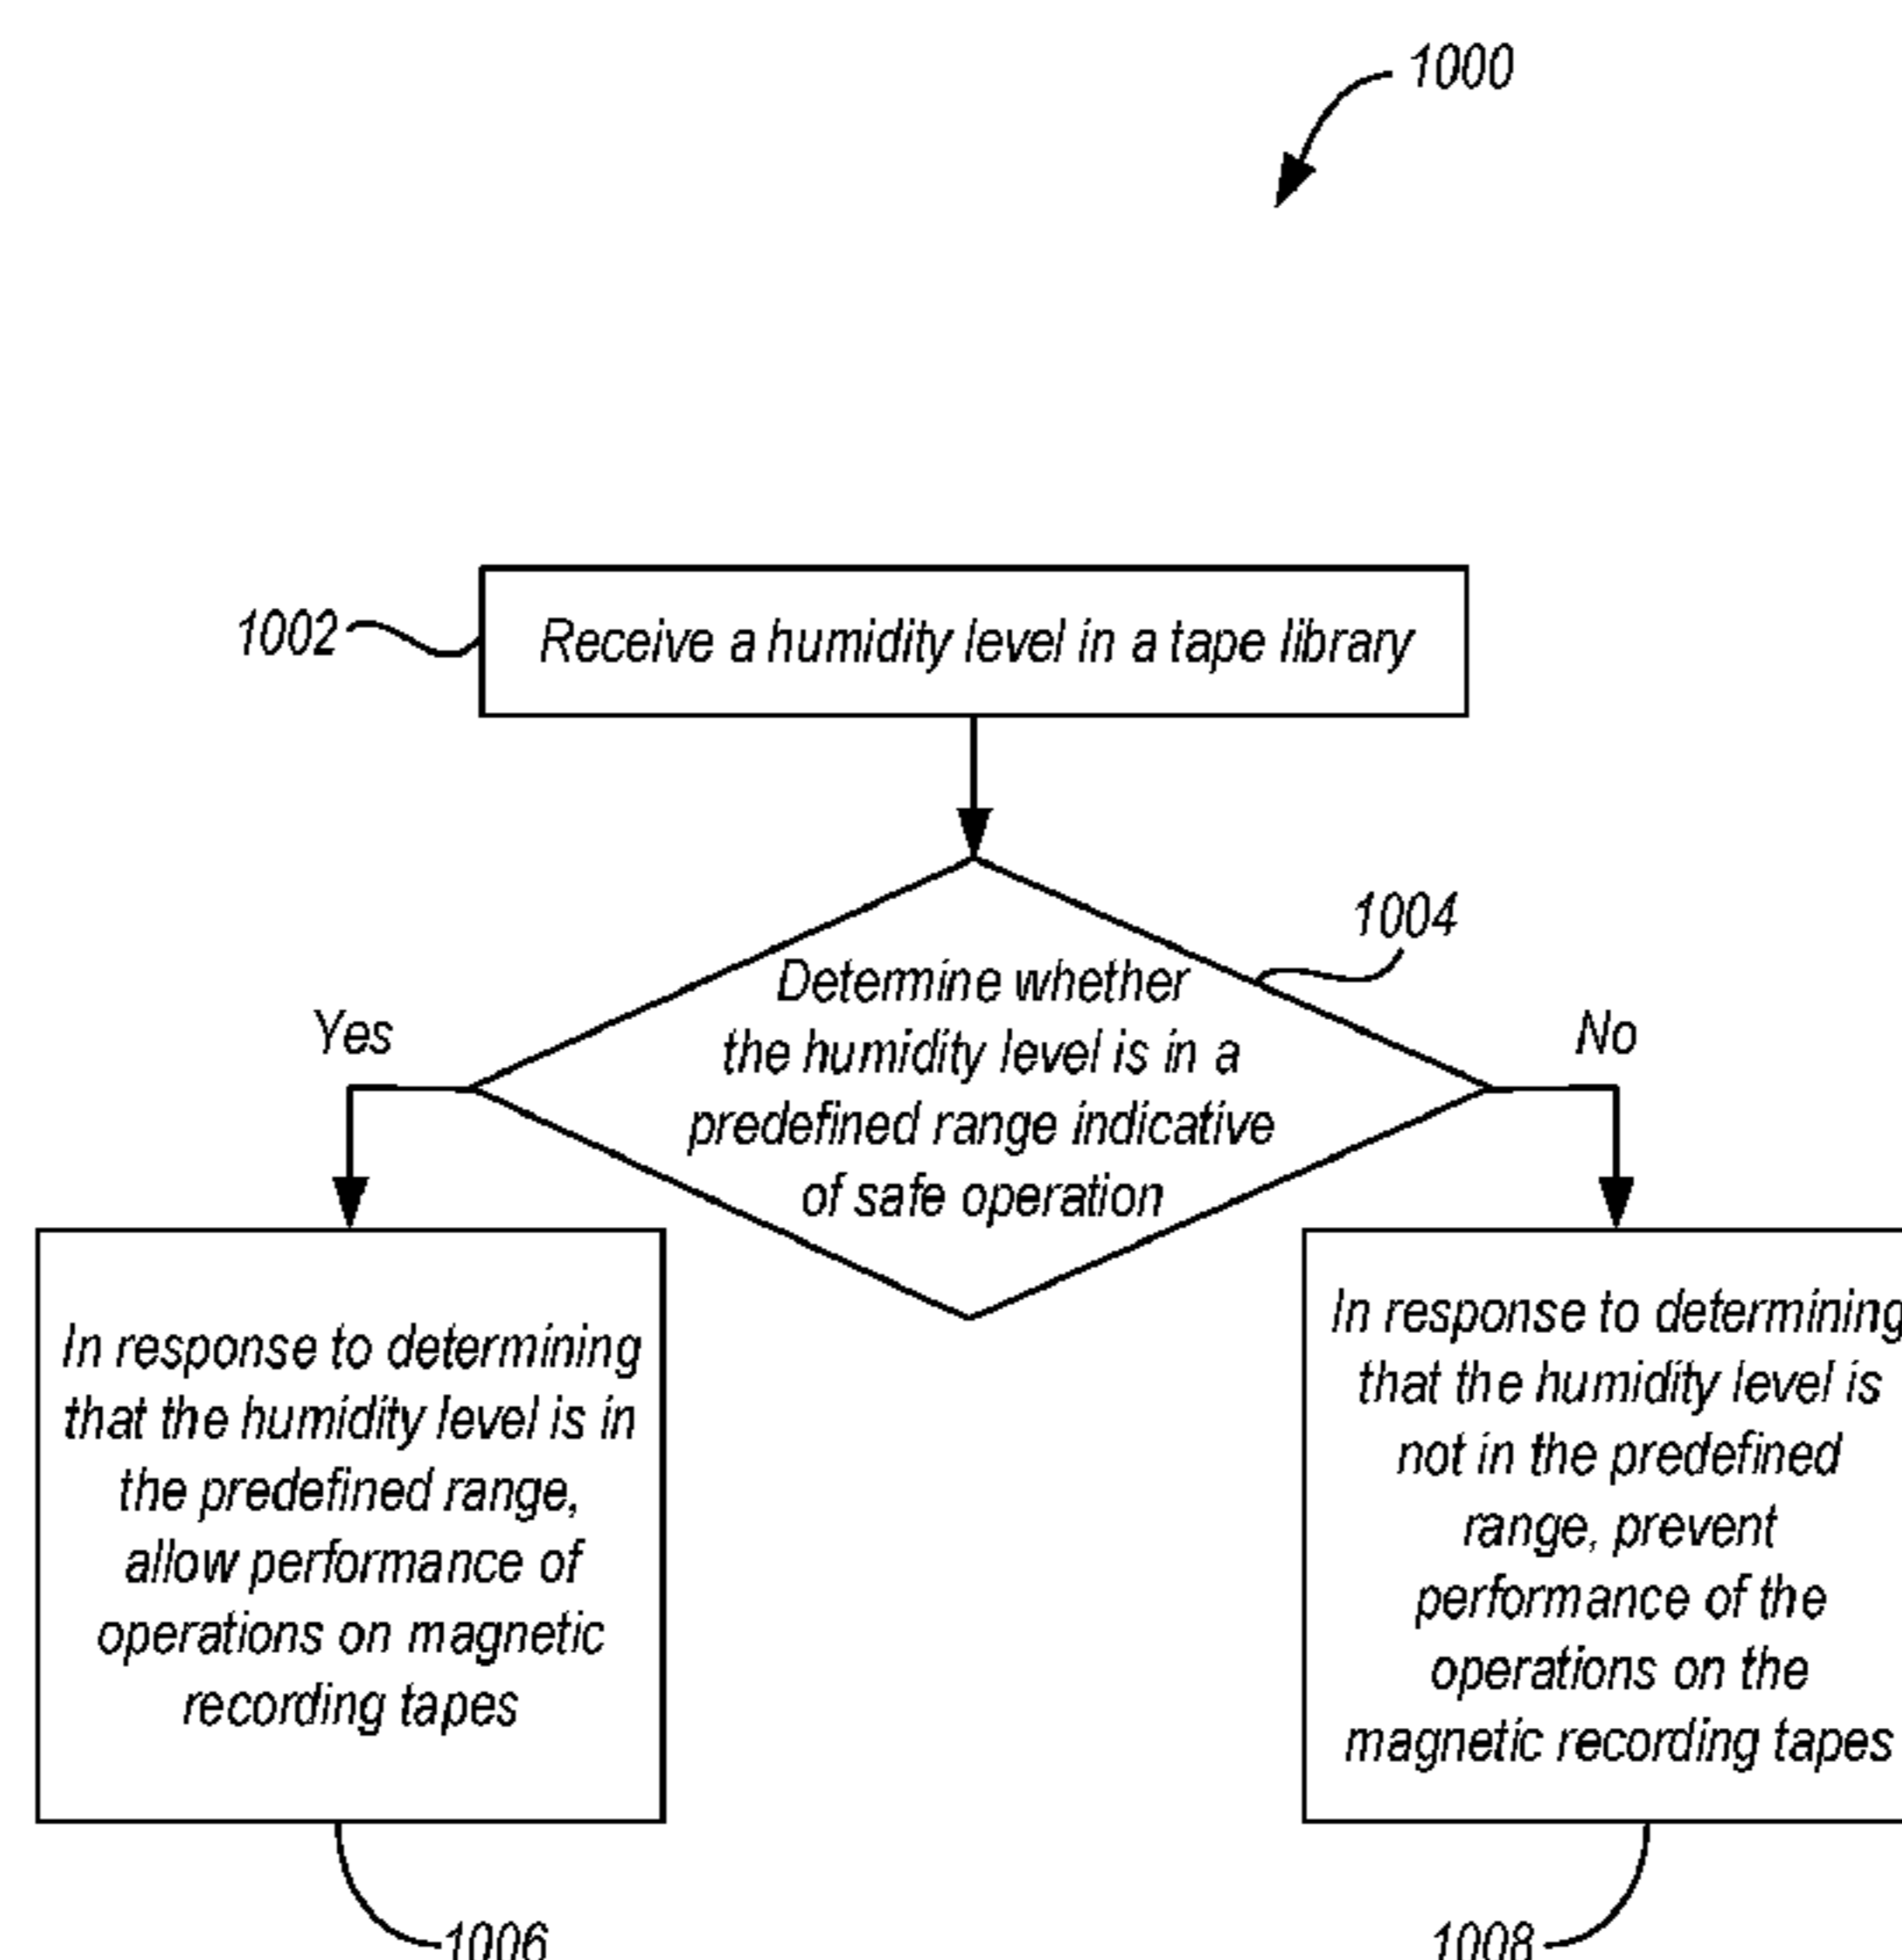 1000
1002
Receive a humidity level in a tape library
1004
Determine whether
the humidity level is in a
predefined range indicative
of safe operation
Yes
No
In response to determining
that the humidity level is in
the predefined range,
allow performance of
operations on magnetic
recording tapes
In response to determining
that the humidity level is
not in the predefined
range, prevent
performance of the
operations on the
magnetic recording tapes
1006
1008